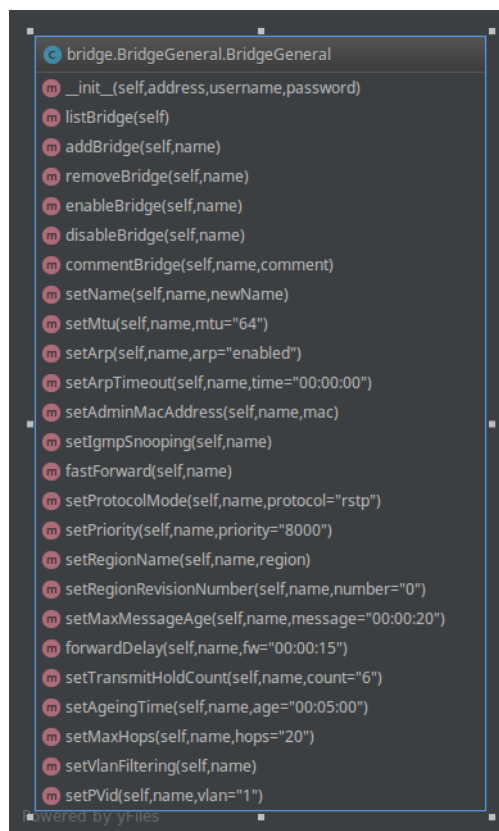 C bridge.BridgeGeneral.BridgeGeneral
m __init__(self,address,username,password)
m listBridge(self)
m addBridge(self,name)
m removeBridge(self,name)
m enableBridge(self,name)
m disableBridge(self,name)
m commentBridge(self,name,comment)
m setName(self,name,newName)
m setMtu(self,name,mtu="64")
m setArp(self,name,arp="enabled")
m setArpTimeout(self,name,time="00:00:00")
m setAdminMacAddress(self,name,mac)
m setIgmpSnooping(self,name)
m fastForward(self,name)
m setProtocolMode(self,name,protocol="rstp")
m setPriority(self,name,priority="8000")
m setRegionName(self,name,region)
m setRegionRevisionNumber(self,name,number="0")
m setMaxMessageAge(self,name,message="00:00:20")
m forwardDelay(self,name,fw="00:00:15")
m setTransmitHoldCount(self,name,count="6")
m setAgeingTime(self,name,age="00:05:00")
m setMaxHops(self,name,hops="20")
m setVlanFiltering(self,name)
m setPVid(self,name,vlan="1")
Powered by yFiles